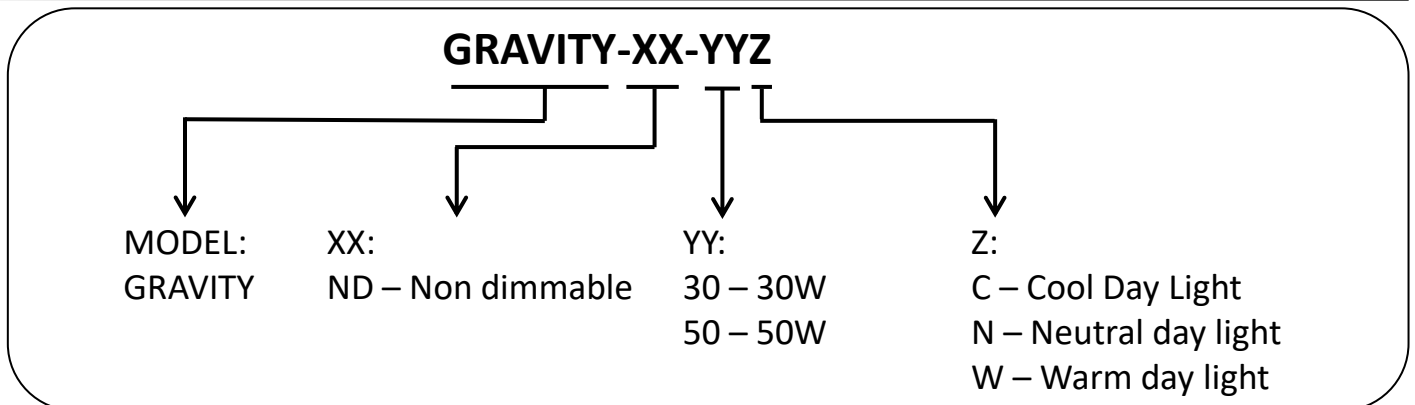 GRAVITY-XX-YYZ
MODEL:
GRAVITY
XX:
ND – Non dimmable
YY:
30 – 30W
50 – 50W
Z:
C – Cool Day Light
N – Neutral day light
W – Warm day light